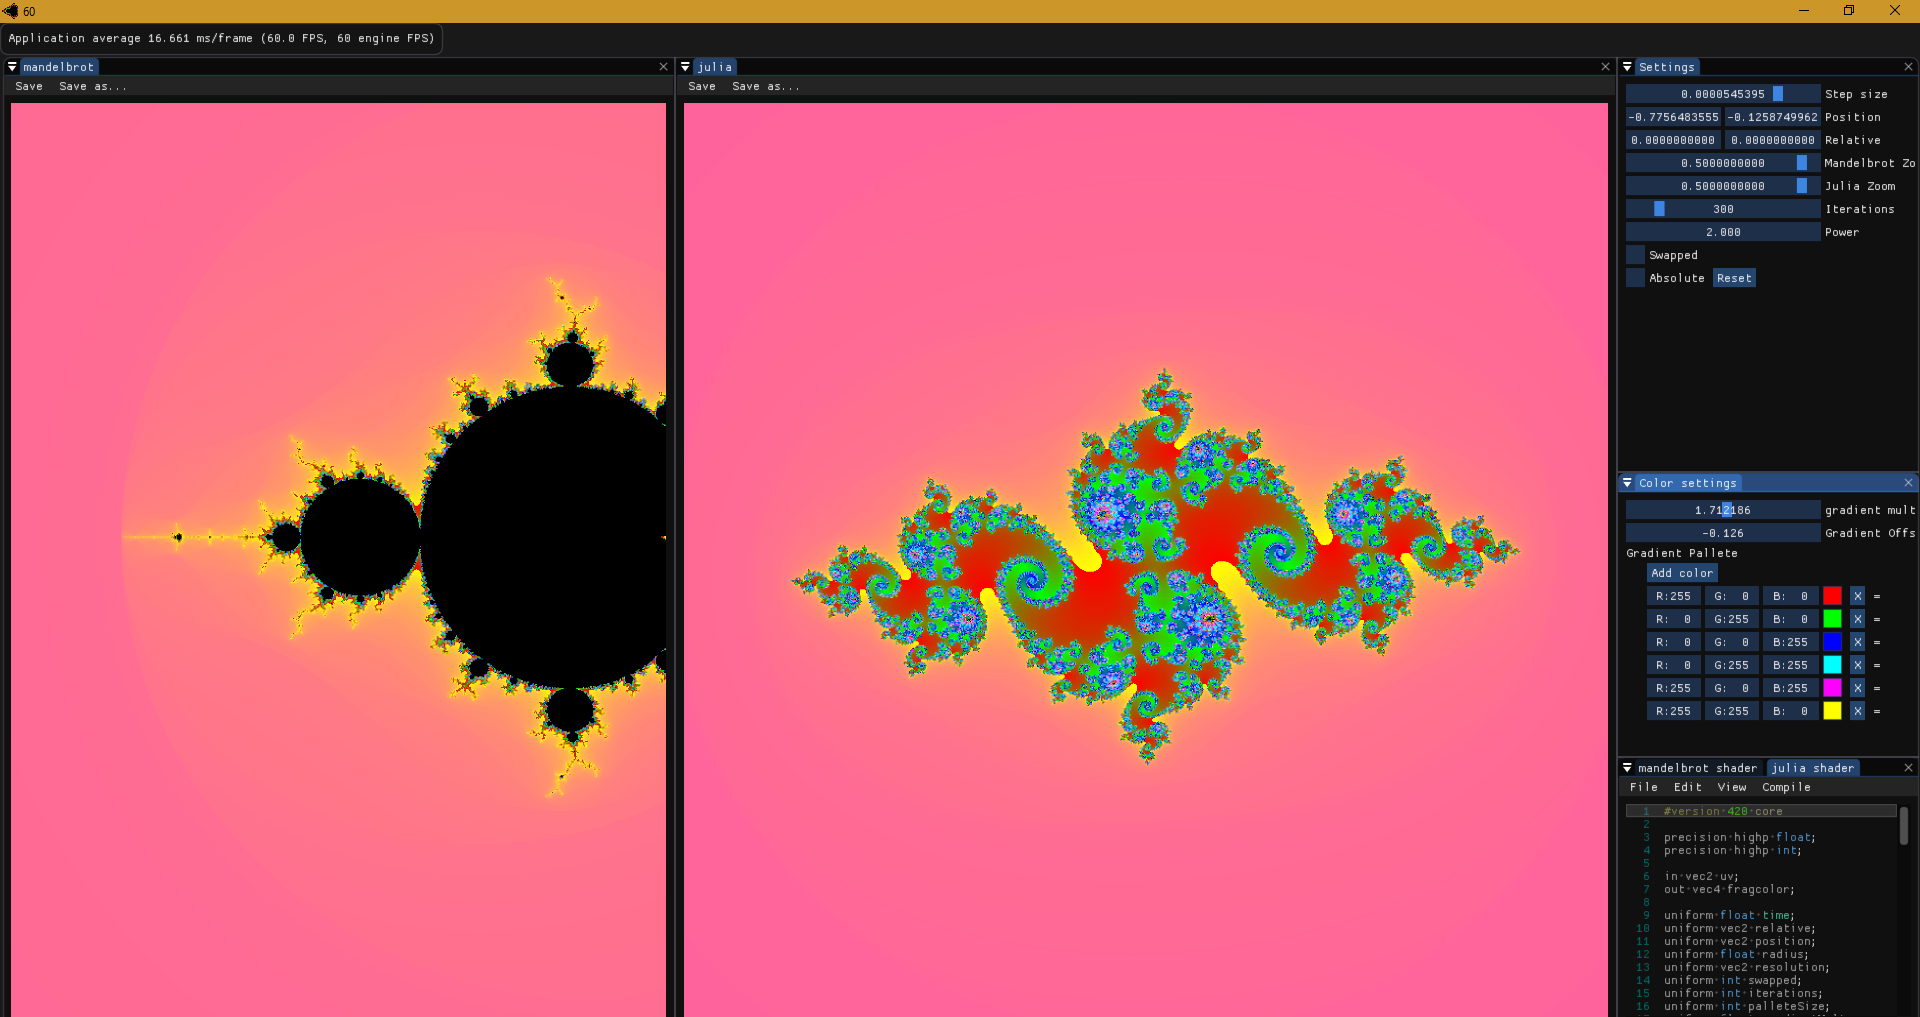 60
Application average 16.661 ms/frame (60.0 FPS, 60 engine FPS)
mandelbrot
Save Save as...
julia
Save Save as...
Settings
0.0000545395 Step size
-0.7756483555 -0.1258749962 Position
0.0000000000 0.0000000000 Relative
0.5000000000 Mandelbrot Zo
0.5000000000 Julia Zoom
300 Iterations
2.000 Power
Swapped
Absolute Reset
Color settings
1.712186 gradient mult
-0.126 Gradient Offs
Gradient Pallete
Add color
R:255 G: 0 B: 0 X =
R: 0 G:255 B: 0 X =
R: 0 G: 0 B:255 X =
R: 0 G:255 B:255 X =
R:255 G: 0 B:255 X =
R:255 G:255 B: 0 X =
mandelbrot shader julia shader
File Edit View Compile
1 #version 420 core
2
3 precision highp float;
4 precision highp int;
5
6 in vec2 uv;
7 out vec4 fragcolor;
8
9 uniform float time;
10 uniform vec2 relative;
11 uniform vec2 position;
12 uniform float radius;
13 uniform vec2 resolution;
14 uniform int swapped;
15 uniform int iterations;
16 uniform int palleteSize;